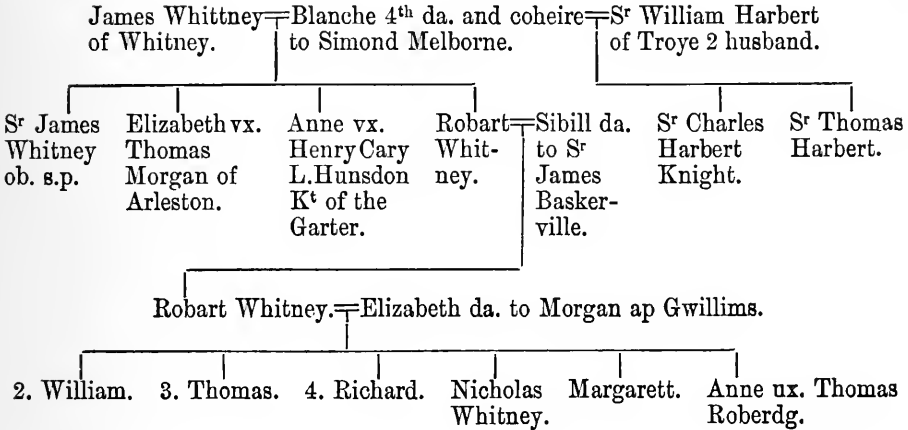 James Whittney=Blanche 4th da. and coheire=Sr William Harbert
of Whitney. to Simond Melborne. of Troye 2 husband.
Sr James
Whitney
ob. s.p.
Elizabeth vx.
Thomas
Morgan of
Arleston.
Anne vx.
Henry Cary
L. Hunsdon
Kt of the
Garter.
Robart=Sibill da.
Whit- to Sr
ney. James
Basker-
ville.
Sr Charles
Harbert
Knight.
Sr Thomas
Harbert.
Robart Whitney.=Elizabeth da. to Morgan ap Gwillims.
2. William.
3. Thomas.
4. Richard.
Nicholas
Whitney.
Margarett.
Anne ux. Thomas
Roberdg.